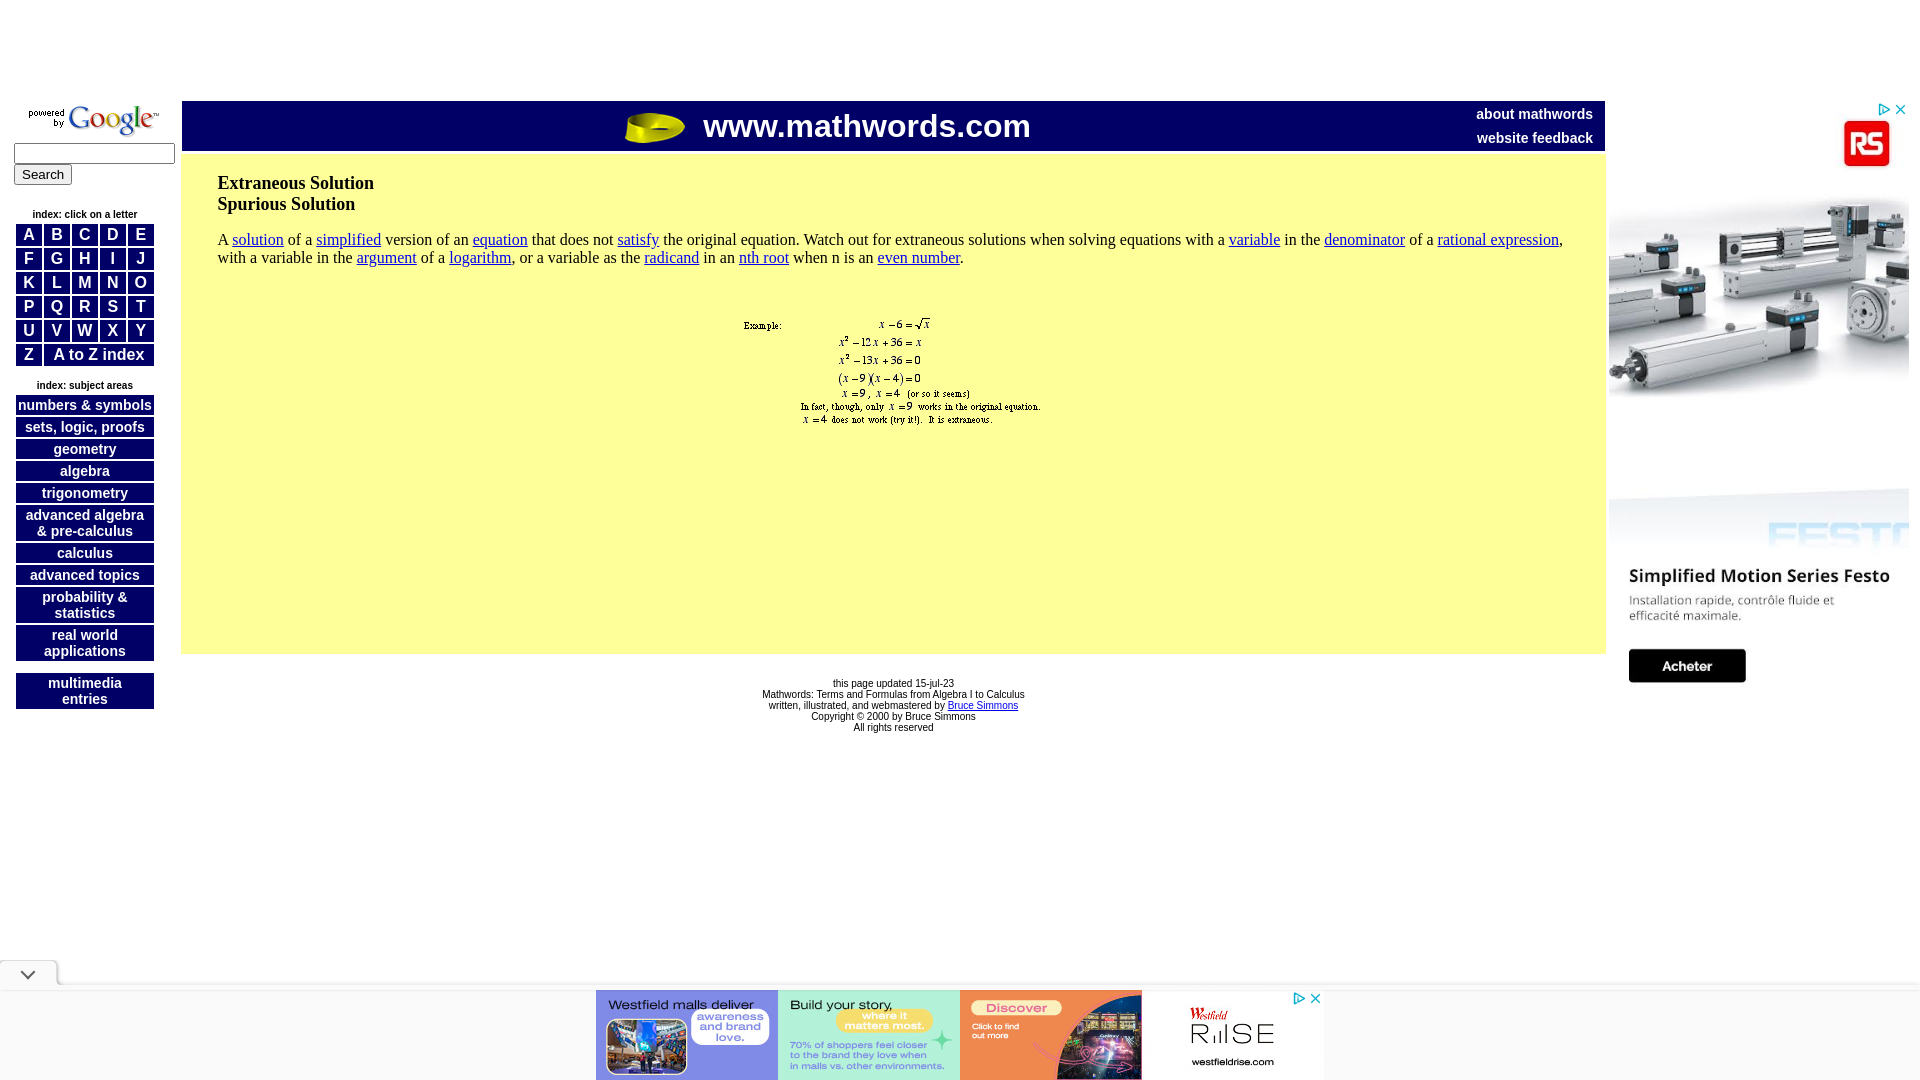 powered by Google™
Search
index: click on a letter
A B C D E
F G H I J
K L M N O
P Q R S T
U V W X Y
Z A to Z index
index: subject areas
numbers & symbols
sets, logic, proofs
geometry
algebra
trigonometry
advanced algebra
& pre-calculus
calculus
advanced topics
probability &
statistics
real world
applications
multimedia
entries
www.mathwords.com
about mathwords
website feedback
Extraneous Solution
Spurious Solution
A solution of a simplified version of an equation that does not satisfy the original equation. Watch out for extraneous solutions when solving equations with a variable in the denominator of a rational expression,
with a variable in the argument of a logarithm, or a variable as the radicand in an nth root when n is an even number.
Example: x − 6 = √x
x² − 12x + 36 = x
x² − 13x + 36 = 0
(x − 9)(x − 4) = 0
x = 9, x = 4 (or so it seems)
In fact, though, only x = 9 works in the original equation.
x = 4 does not work (try it!). It is extraneous.
this page updated 15-jul-23
Mathwords: Terms and Formulas from Algebra I to Calculus
written, illustrated, and webmastered by Bruce Simmons
Copyright © 2000 by Bruce Simmons
All rights reserved
RS
FESTO
Simplified Motion Series Festo
Installation rapide, contrôle fluide et
efficacité maximale.
Acheter
Westfield malls deliver
awareness
and brand
love.
Build your story,
where it
matters most.
70% of shoppers feel closer
to the brand they love when
in malls vs. other environments.
Discover
Click to find
out more
Westfield
RISE
westfieldrise.com